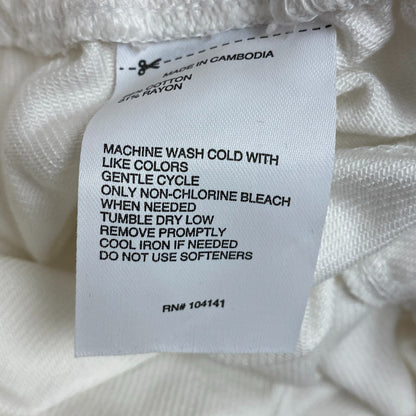 MADE IN CAMBODIA
COTTON
RAYON
MACHINE WASH COLD WITH
LIKE COLORS
GENTLE CYCLE
ONLY NON-CHLORINE BLEACH
WHEN NEEDED
TUMBLE DRY LOW
REMOVE PROMPTLY
COOL IRON IF NEEDED
DO NOT USE SOFTENERS
RN# 104141